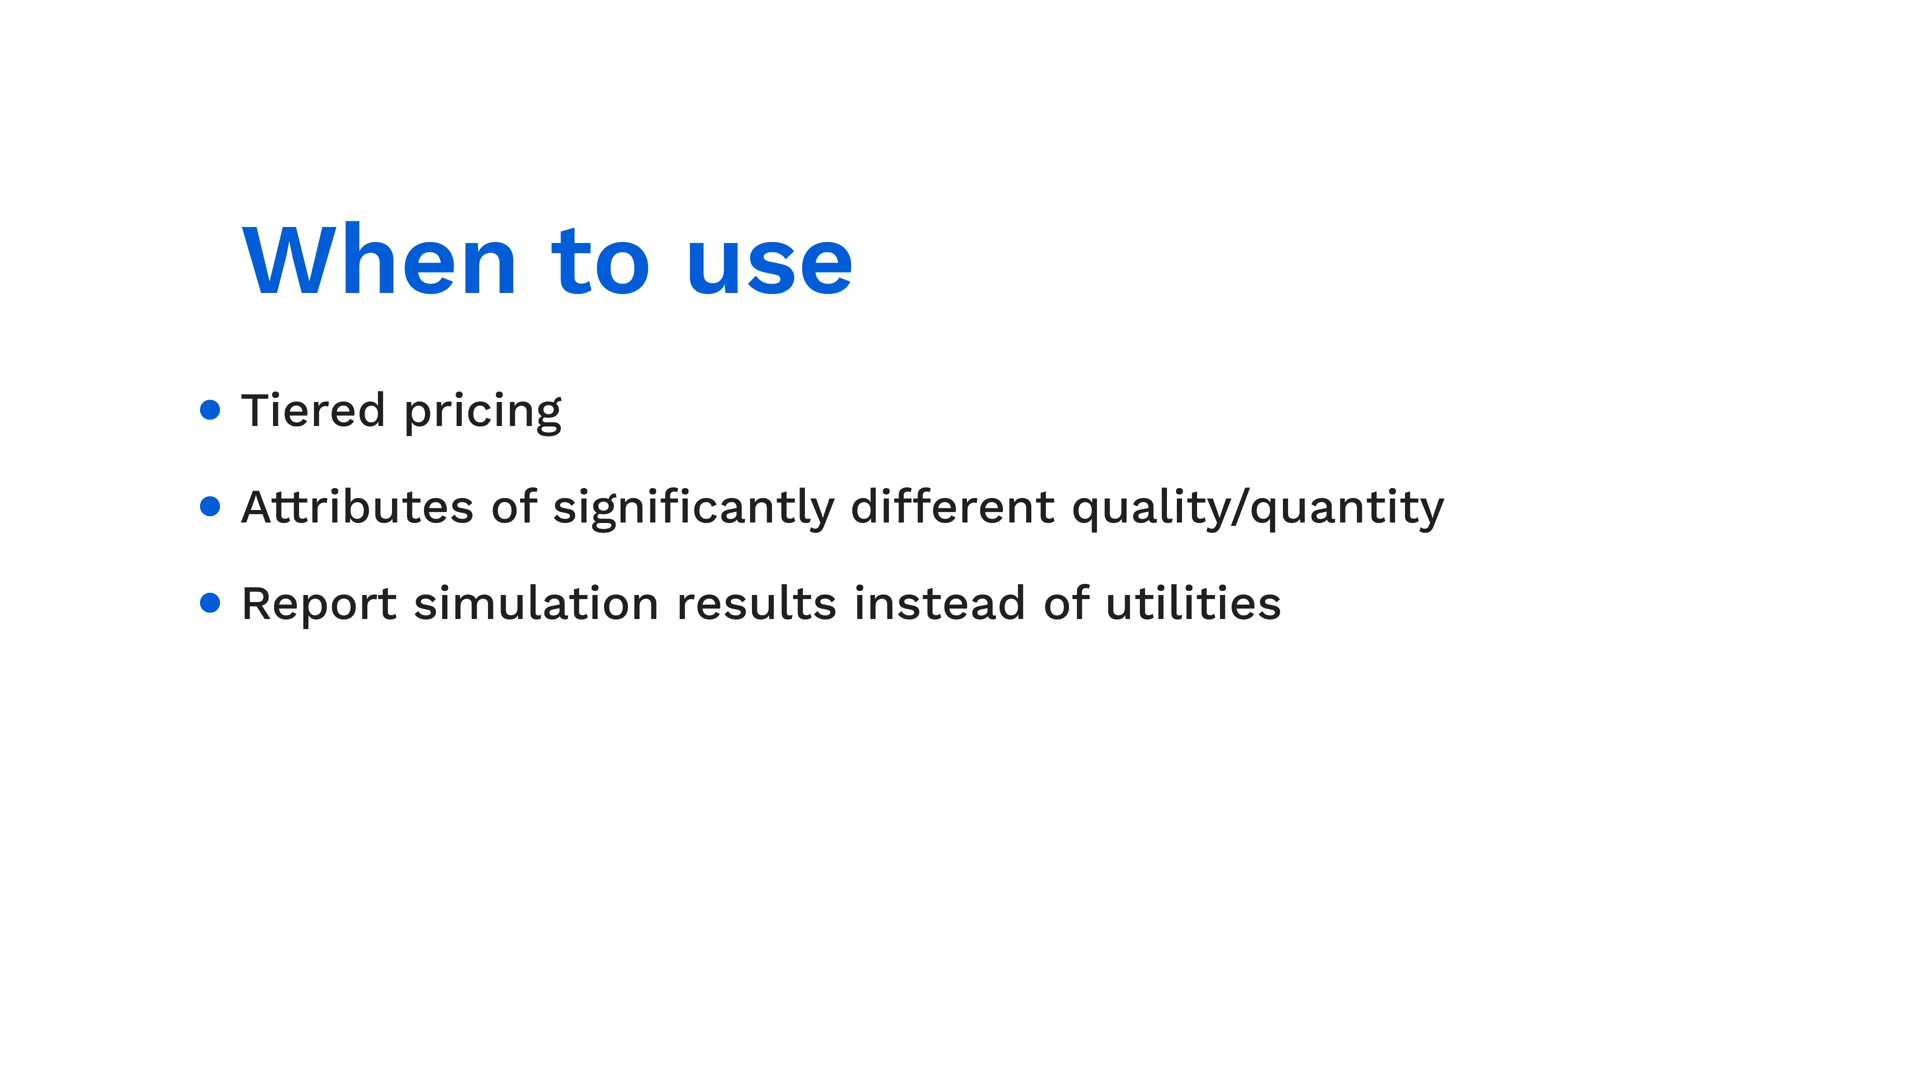 When to use
Tiered pricing
Attributes of significantly different quality/quantity
Report simulation results instead of utilities